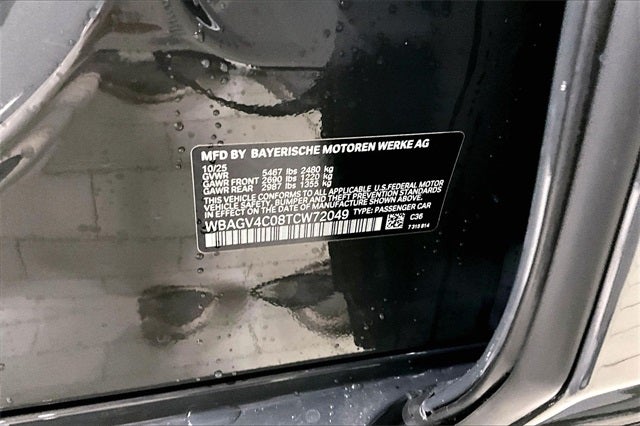 MFD BY BAYERISCHE MOTOREN WERKE AG
10/25
GVWR 5467 lbs 2480 kg
GAWR FRONT 2690 lbs 1220 kg
GAWR REAR 2987 lbs 1355 kg
THIS VEHICLE CONFORMS TO ALL APPLICABLE U.S.FEDERAL MOTOR
VEHICLE SAFETY, BUMPER AND THEFT PREVENTION STANDARDS
IN EFFECT ON THE DATE OF MANUFACTURE SHOWN ABOVE.
WBAGV4C08TCW72049 TYPE: PASSENGER CAR
C36
7 315 814